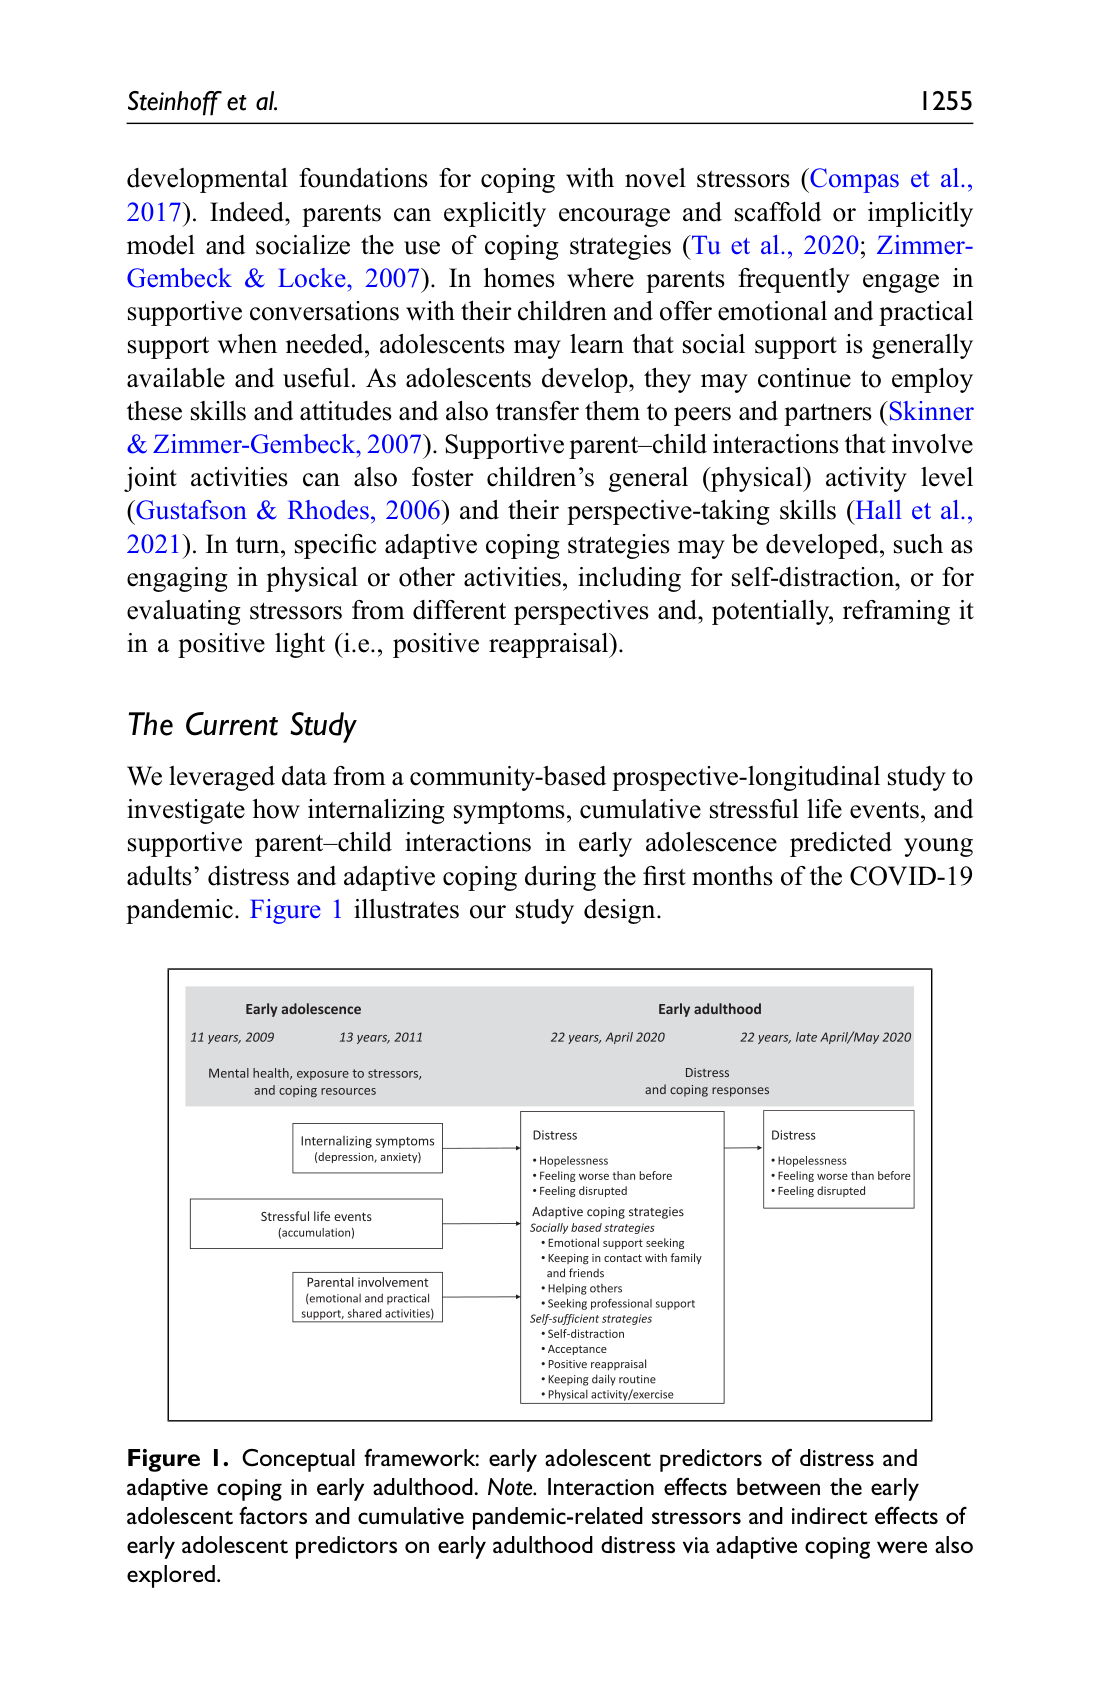 Steinhoff et al. 1255
developmental foundations for coping with novel stressors (Compas et al.,
2017). Indeed, parents can explicitly encourage and scaffold or implicitly
model and socialize the use of coping strategies (Tu et al., 2020; Zimmer-
Gembeck & Locke, 2007). In homes where parents frequently engage in
supportive conversations with their children and offer emotional and practical
support when needed, adolescents may learn that social support is generally
available and useful. As adolescents develop, they may continue to employ
these skills and attitudes and also transfer them to peers and partners (Skinner
& Zimmer-Gembeck, 2007). Supportive parent–child interactions that involve
joint activities can also foster children’s general (physical) activity level
(Gustafson & Rhodes, 2006) and their perspective-taking skills (Hall et al.,
2021). In turn, specific adaptive coping strategies may be developed, such as
engaging in physical or other activities, including for self-distraction, or for
evaluating stressors from different perspectives and, potentially, reframing it
in a positive light (i.e., positive reappraisal).
The Current Study
We leveraged data from a community-based prospective-longitudinal study to
investigate how internalizing symptoms, cumulative stressful life events, and
supportive parent–child interactions in early adolescence predicted young
adults’ distress and adaptive coping during the first months of the COVID-19
pandemic. Figure 1 illustrates our study design.
Early adolescence
11 years, 2009 13 years, 2011
Mental health, exposure to stressors,
and coping resources
Early adulthood
22 years, April 2020 22 years, late April/May 2020
Distress
and coping responses
Internalizing symptoms
(depression, anxiety)
Stressful life events
(accumulation)
Parental involvement
(emotional and practical
support, shared activities)
Distress
• Hopelessness
• Feeling worse than before
• Feeling disrupted
Adaptive coping strategies
Socially based strategies
• Emotional support seeking
• Keeping in contact with family
and friends
• Helping others
• Seeking professional support
Self-sufficient strategies
• Self-distraction
• Acceptance
• Positive reappraisal
• Keeping daily routine
• Physical activity/exercise
Distress
• Hopelessness
• Feeling worse than before
• Feeling disrupted
Figure 1. Conceptual framework: early adolescent predictors of distress and
adaptive coping in early adulthood. Note. Interaction effects between the early
adolescent factors and cumulative pandemic-related stressors and indirect effects of
early adolescent predictors on early adulthood distress via adaptive coping were also
explored.